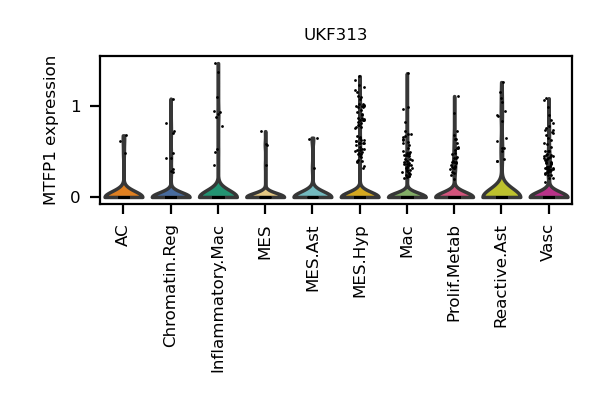 UKF313
MTFP1 expression
1
0
AC
Chromatin.Reg
Inflammatory.Mac
MES
MES.Ast
MES.Hyp
Mac
Prolif.Metab
Reactive.Ast
Vasc